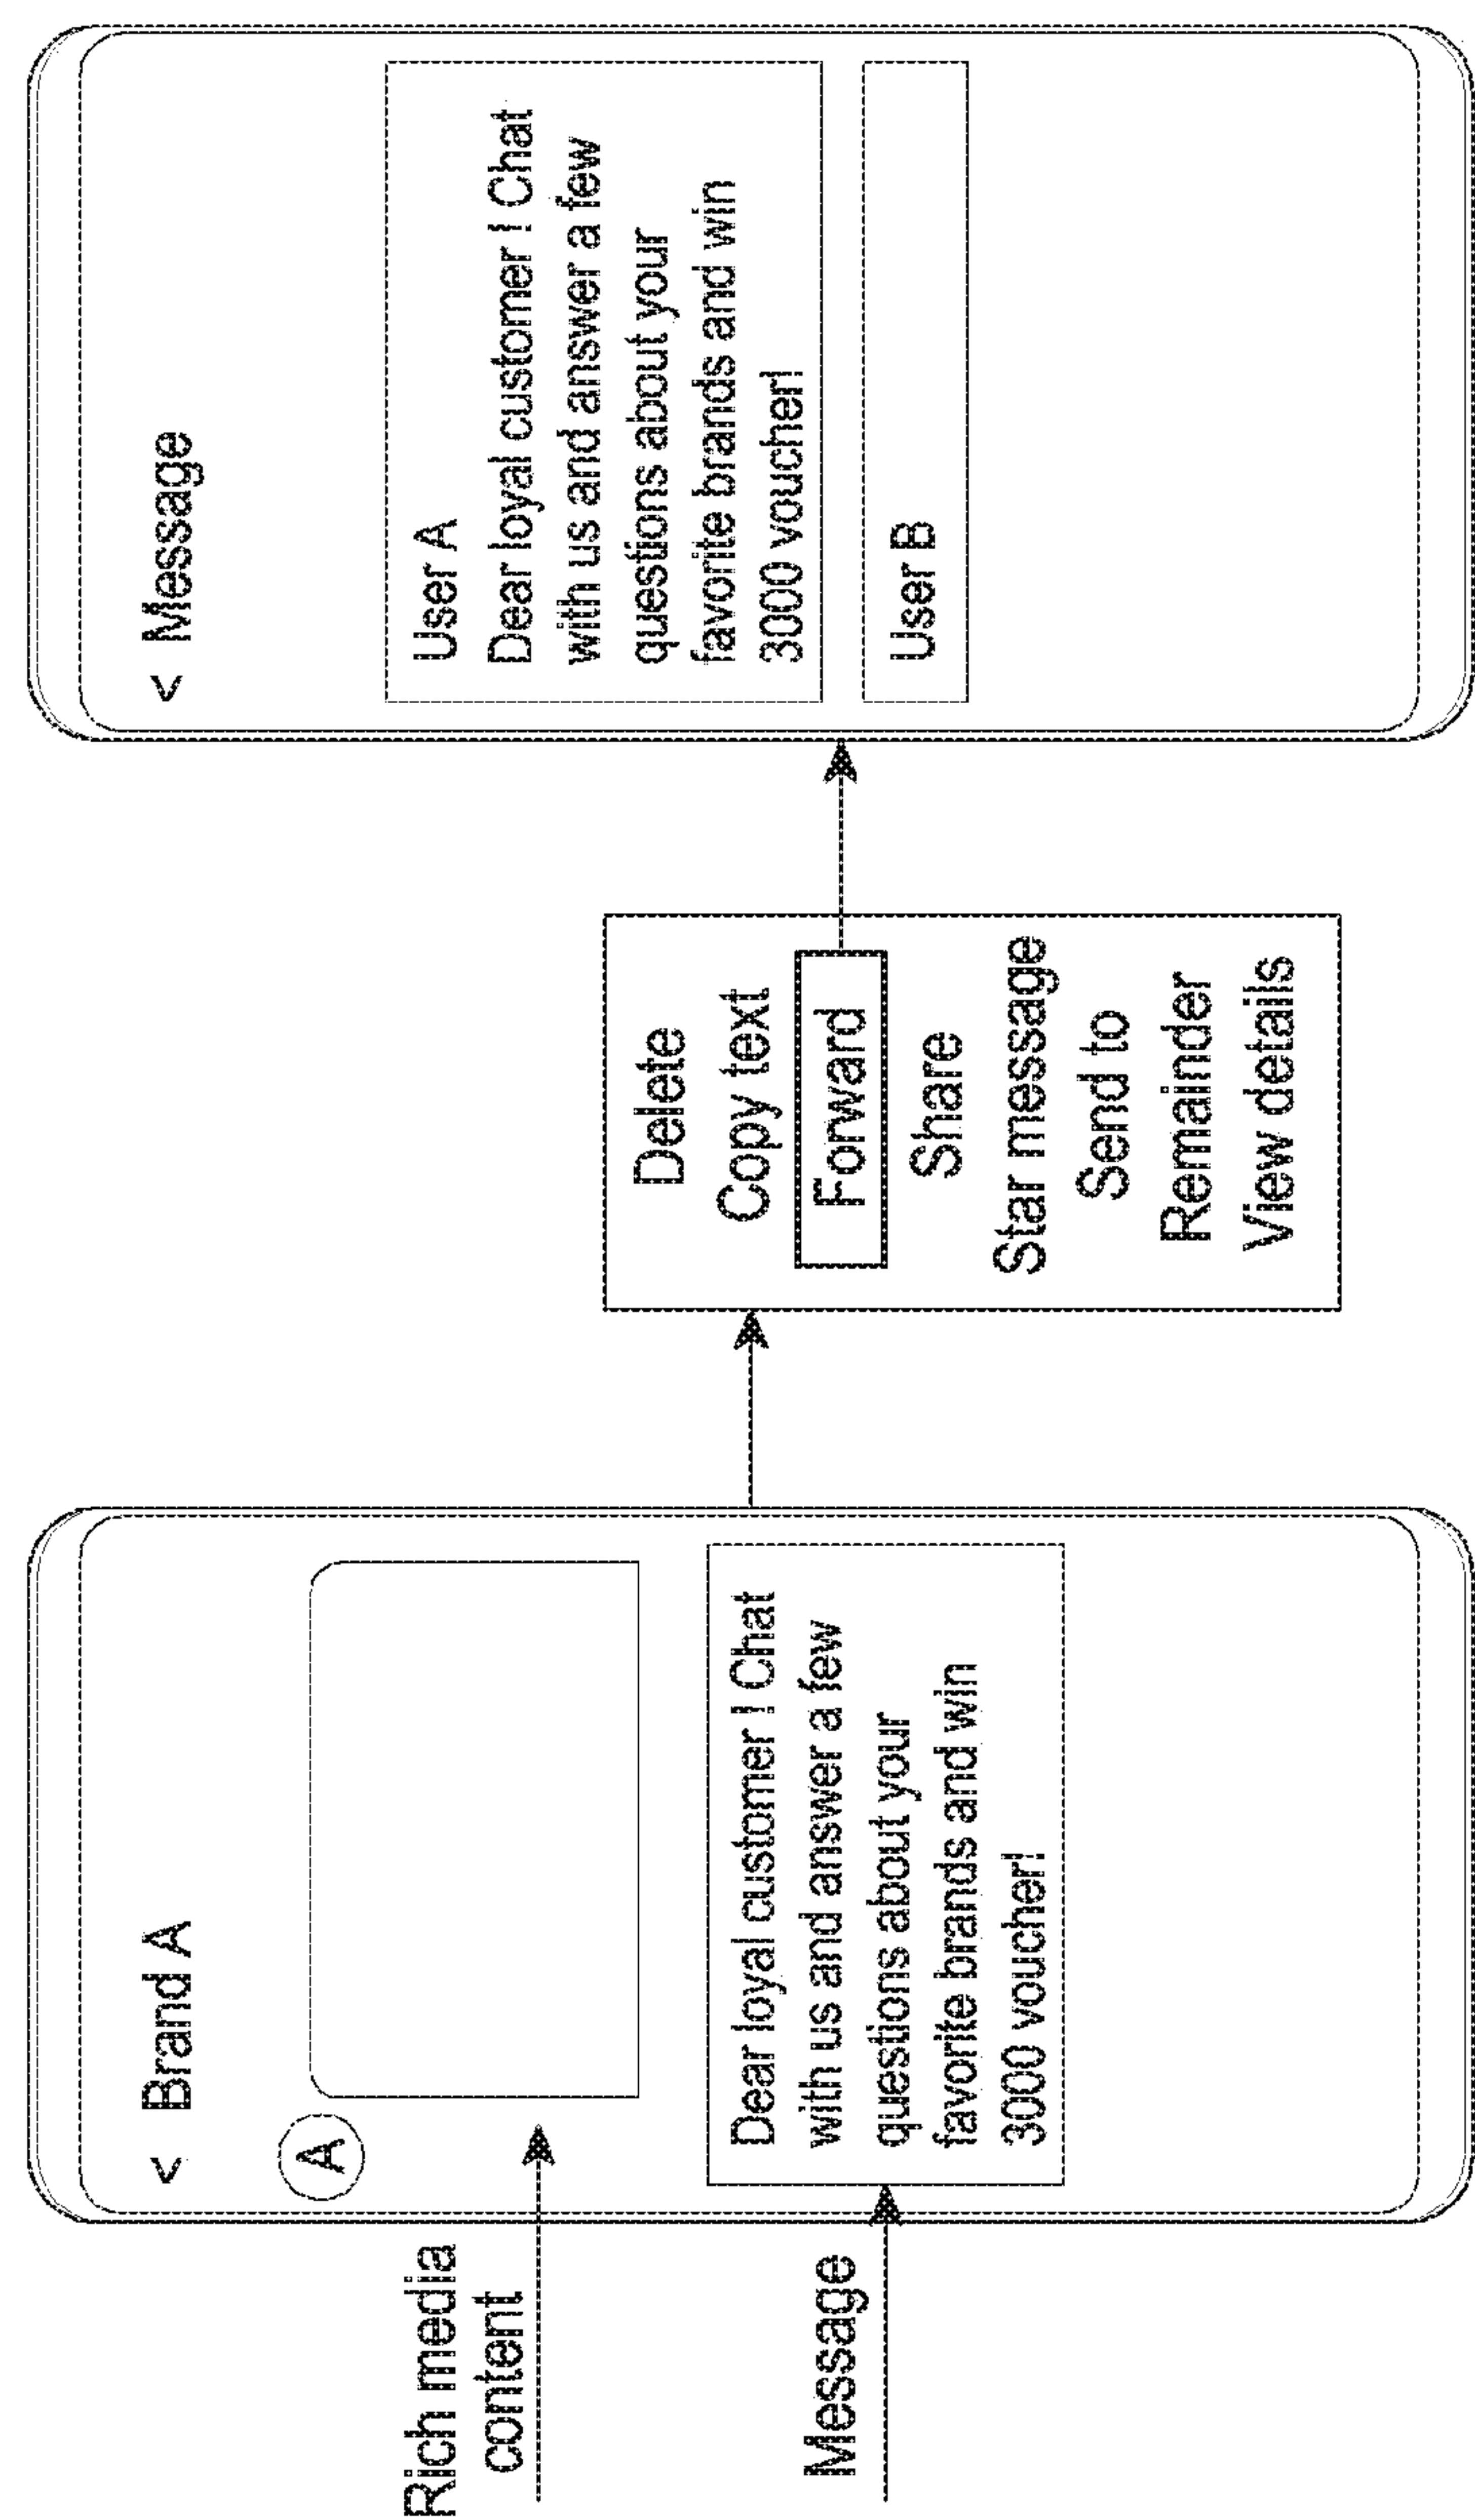 Rich media
content
Message
< Brand A
A
Dear loyal customer ! Chat
with us and answer a few
questions about your
favorite brands and win
3000 voucher!
Delete
Copy text
Forward
Share
Star message
Send to
Remainder
View details
< Message
User A
Dear loyal customer ! Chat
with us and answer a few
questions about your
favorite brands and win
3000 voucher!
User B